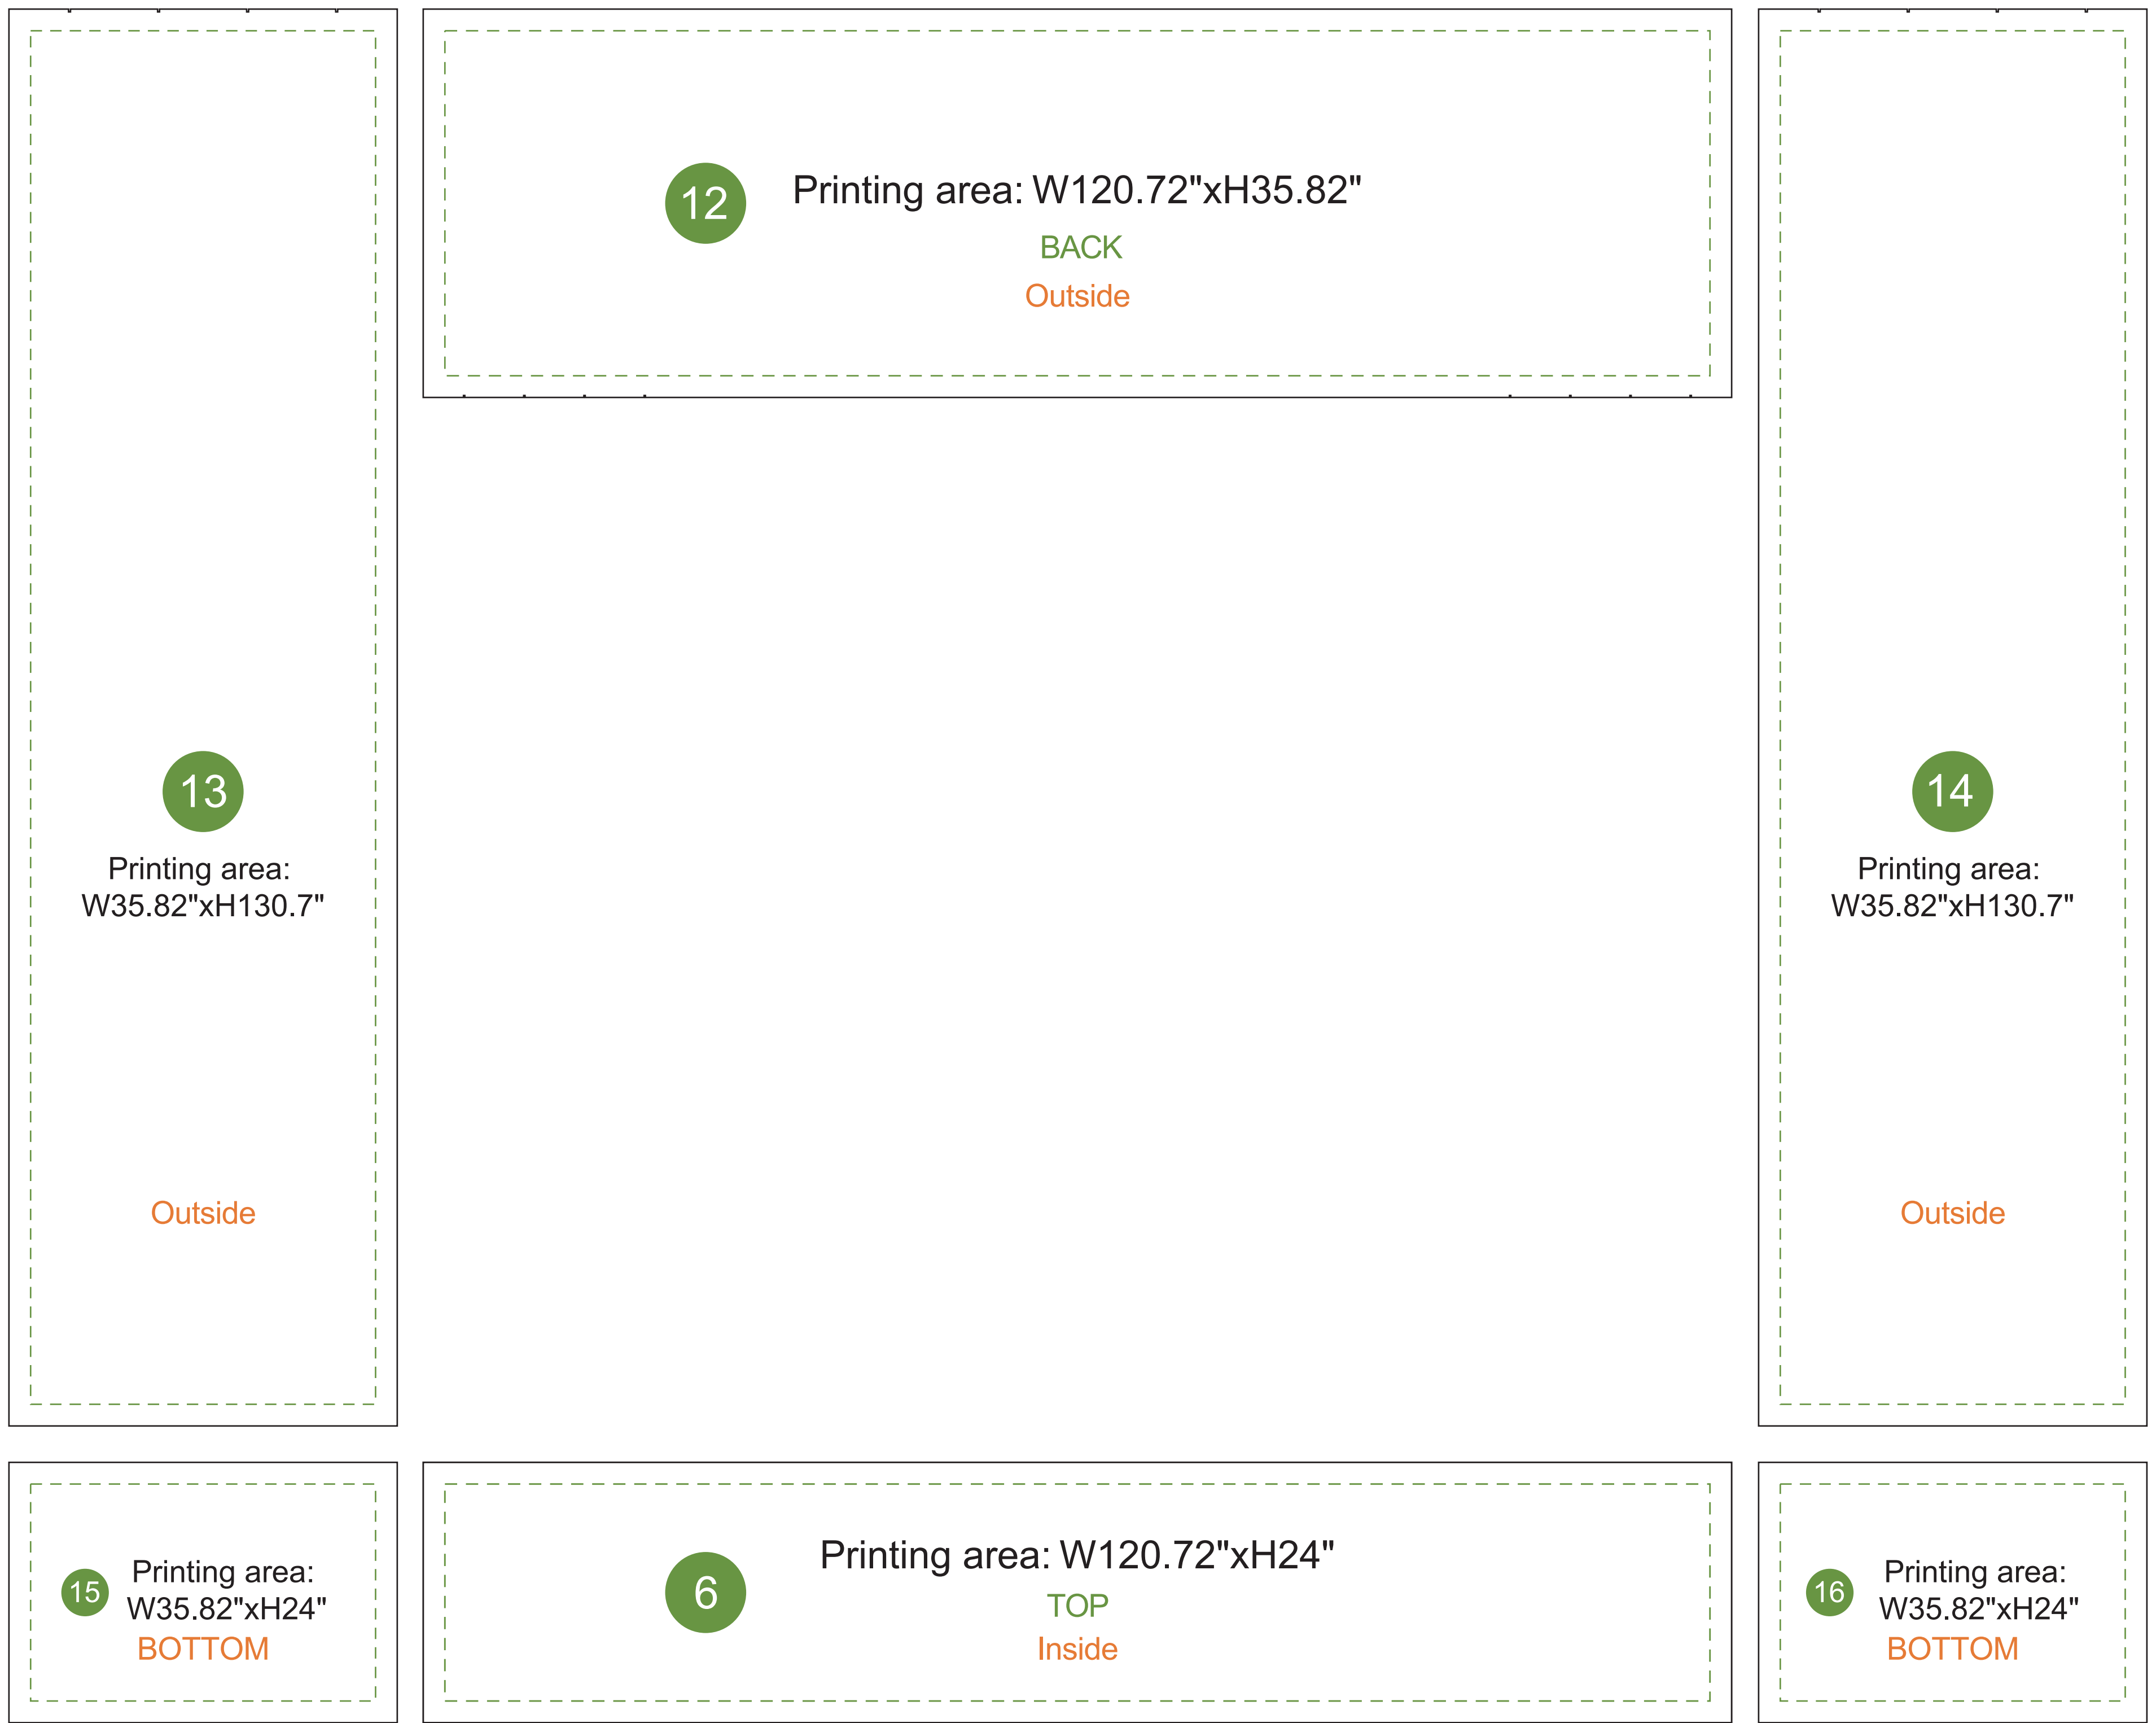 12
Printing area: W120.72"xH35.82"
BACK
Outside
13
Printing area:
W35.82"xH130.7"
Outside
14
Printing area:
W35.82"xH130.7"
Outside
15
Printing area:
W35.82"xH24"
BOTTOM
6
Printing area: W120.72"xH24"
TOP
Inside
16
Printing area:
W35.82"xH24"
BOTTOM